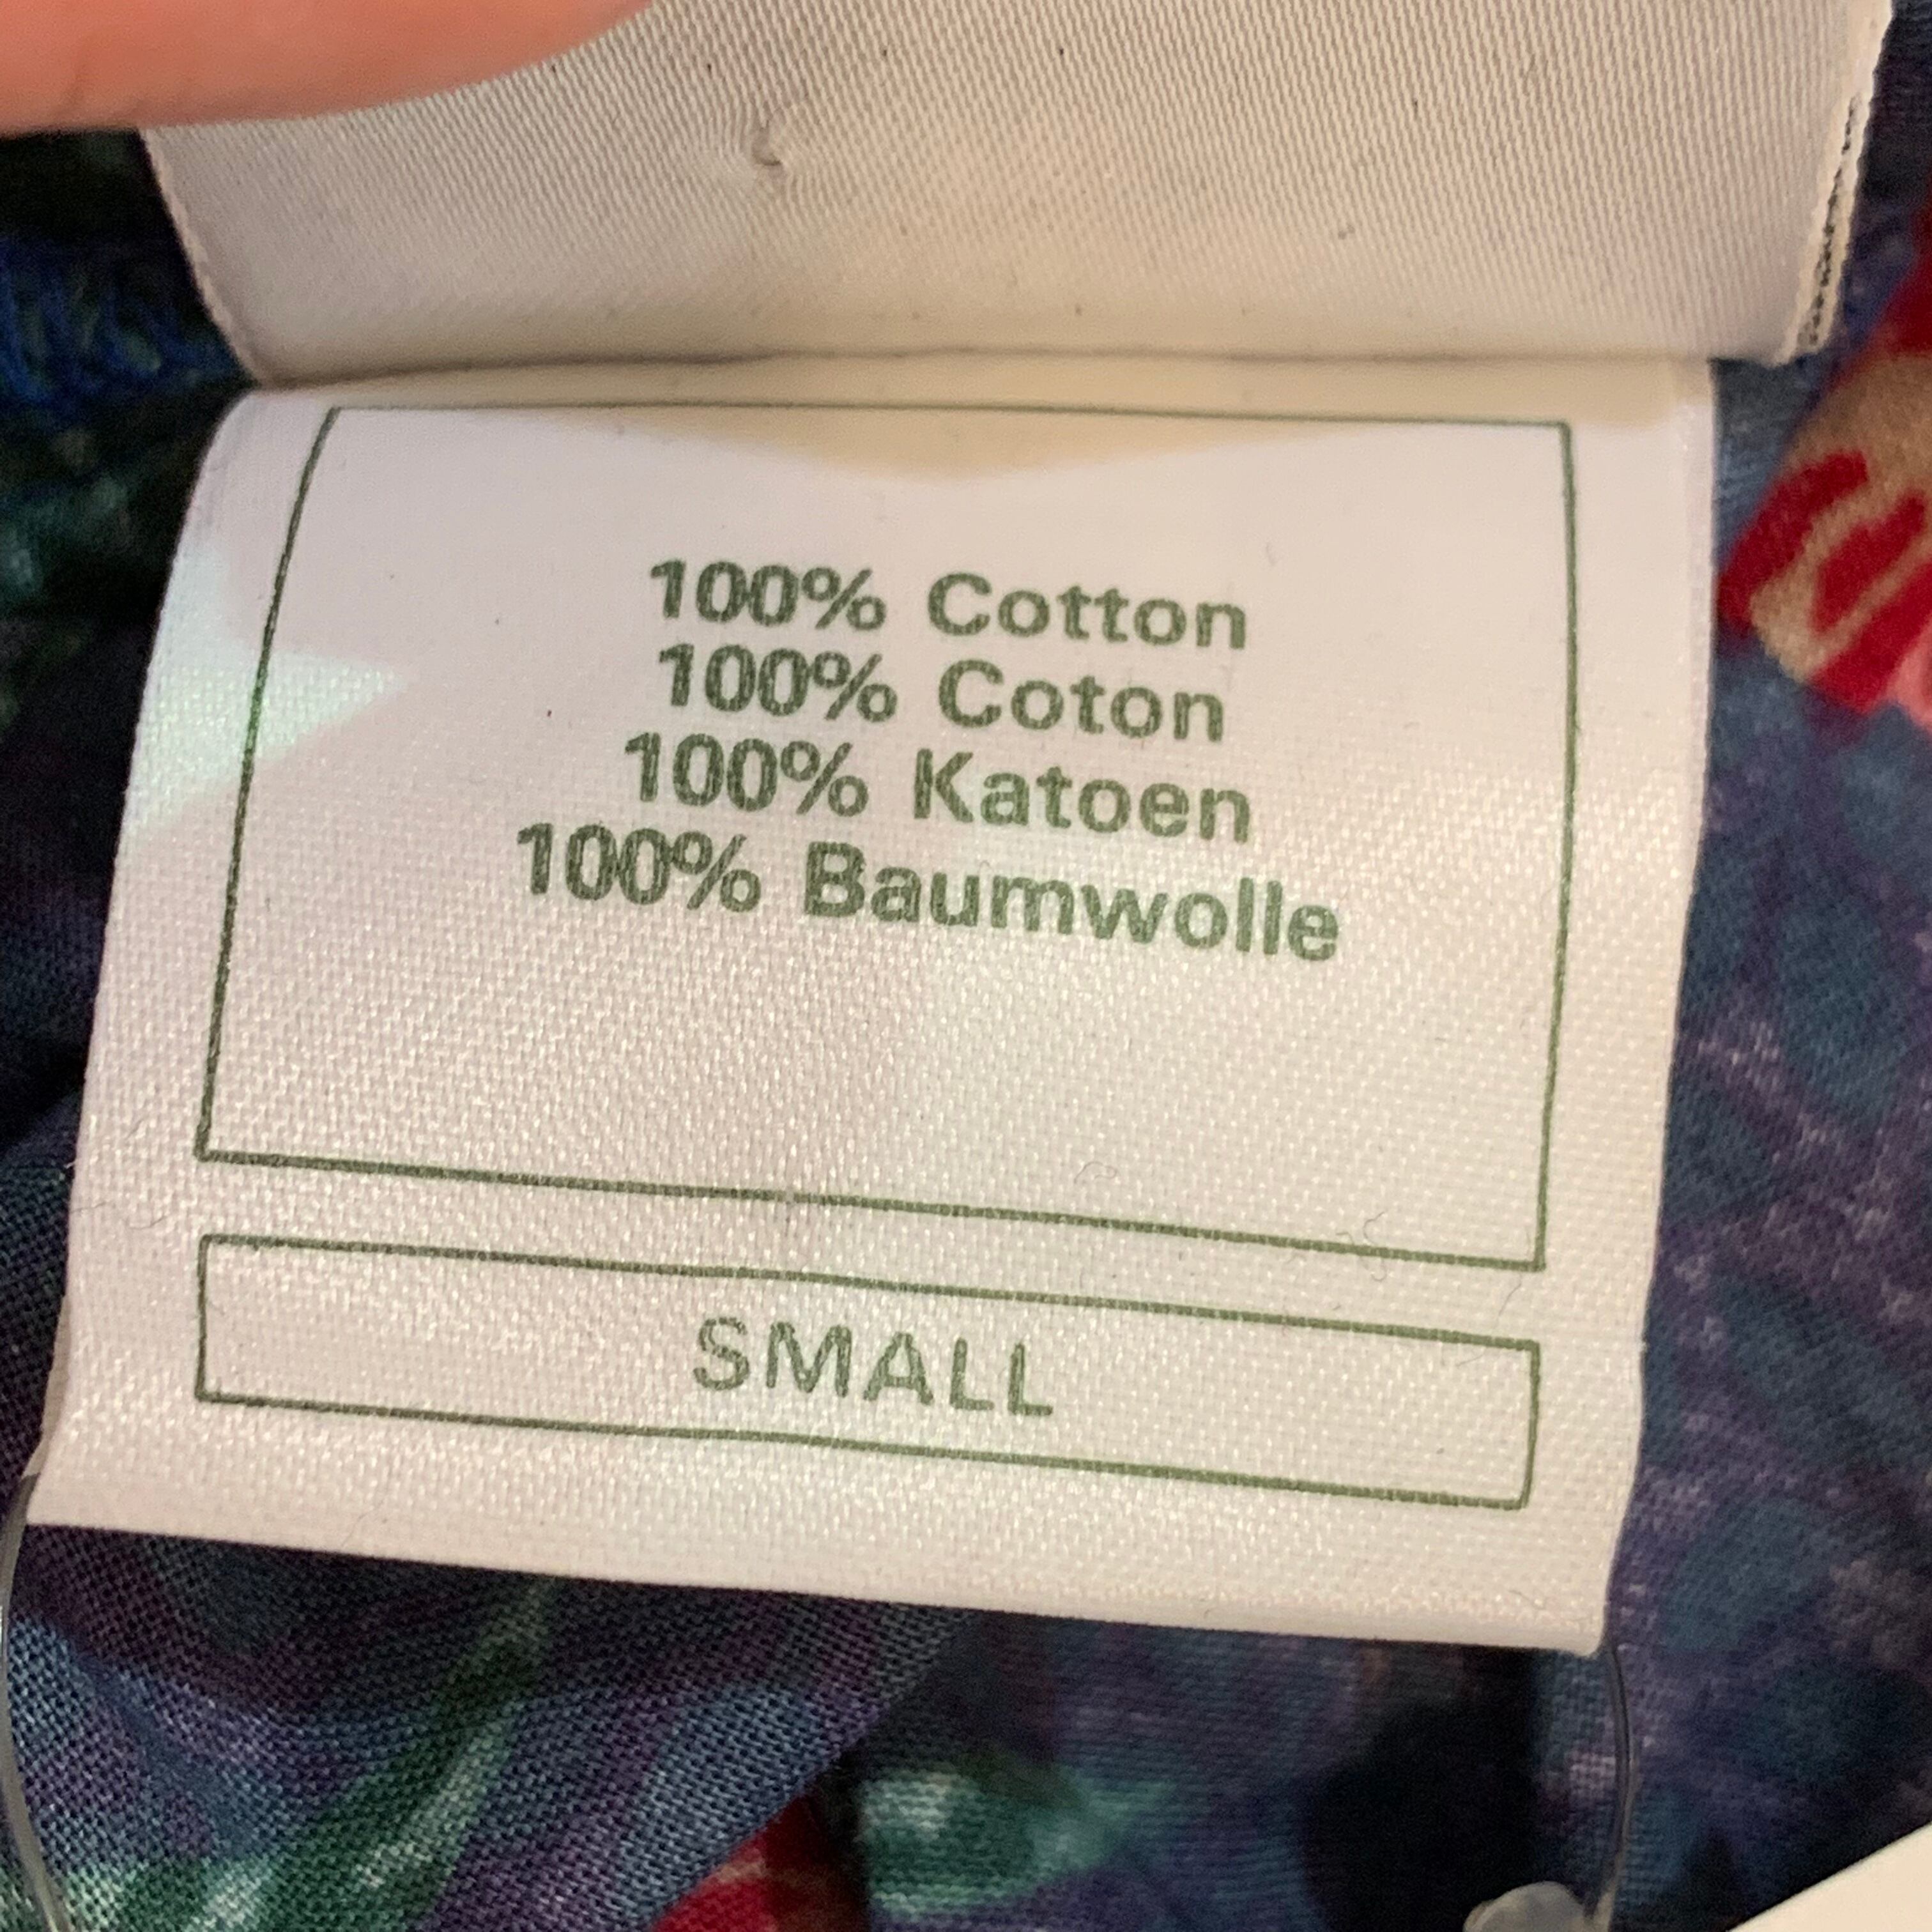 100% Cotton
100% Coton
100% Katoen
100% Baumwolle
SMALL